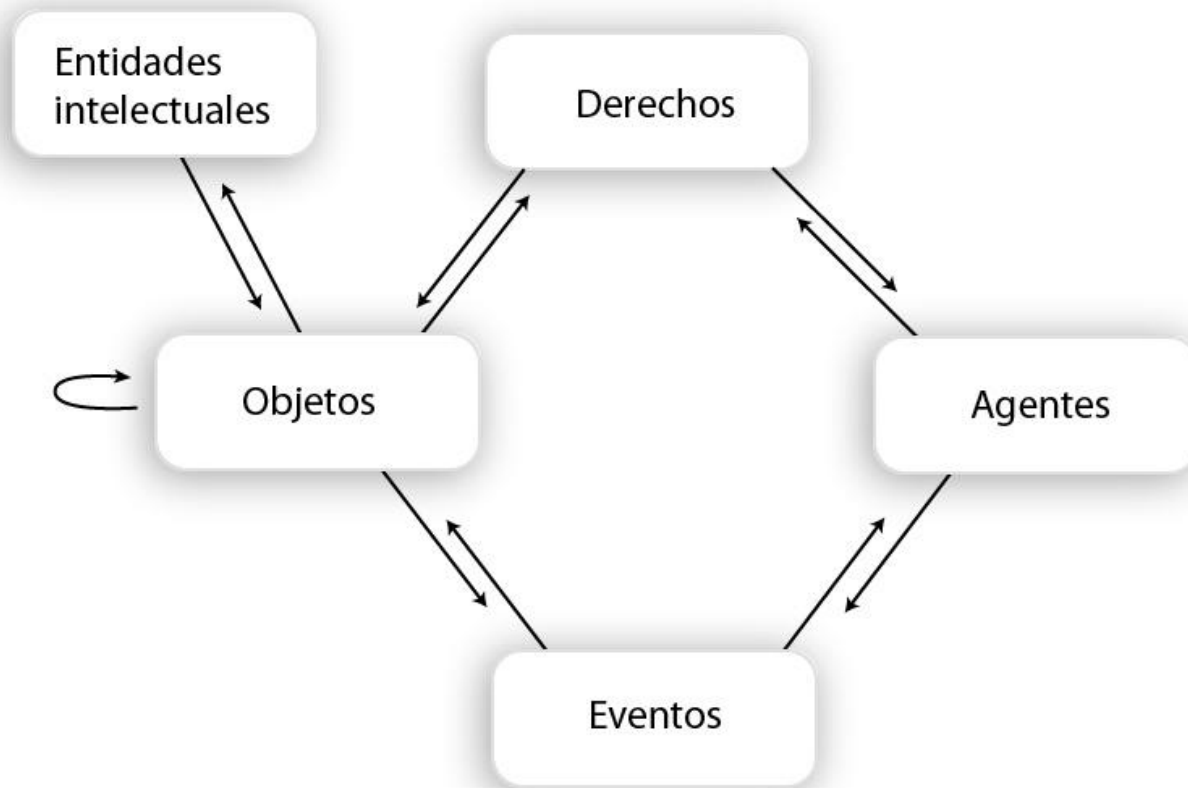 Entidades
intelectuales
Derechos
Objetos
Agentes
Eventos